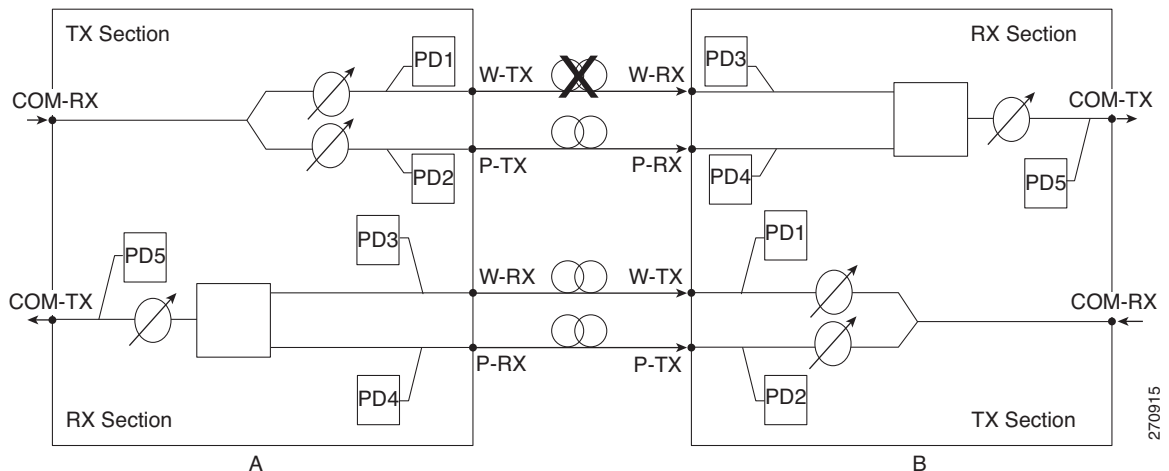 TX Section
RX Section
PD1
W-TX
W-RX
PD3
COM-RX
COM-TX
PD2
P-TX
P-RX
PD4
PD5
PD5
PD3
W-RX
W-TX
PD1
COM-TX
COM-RX
PD4
P-RX
P-TX
PD2
RX Section
TX Section
A
B
270915